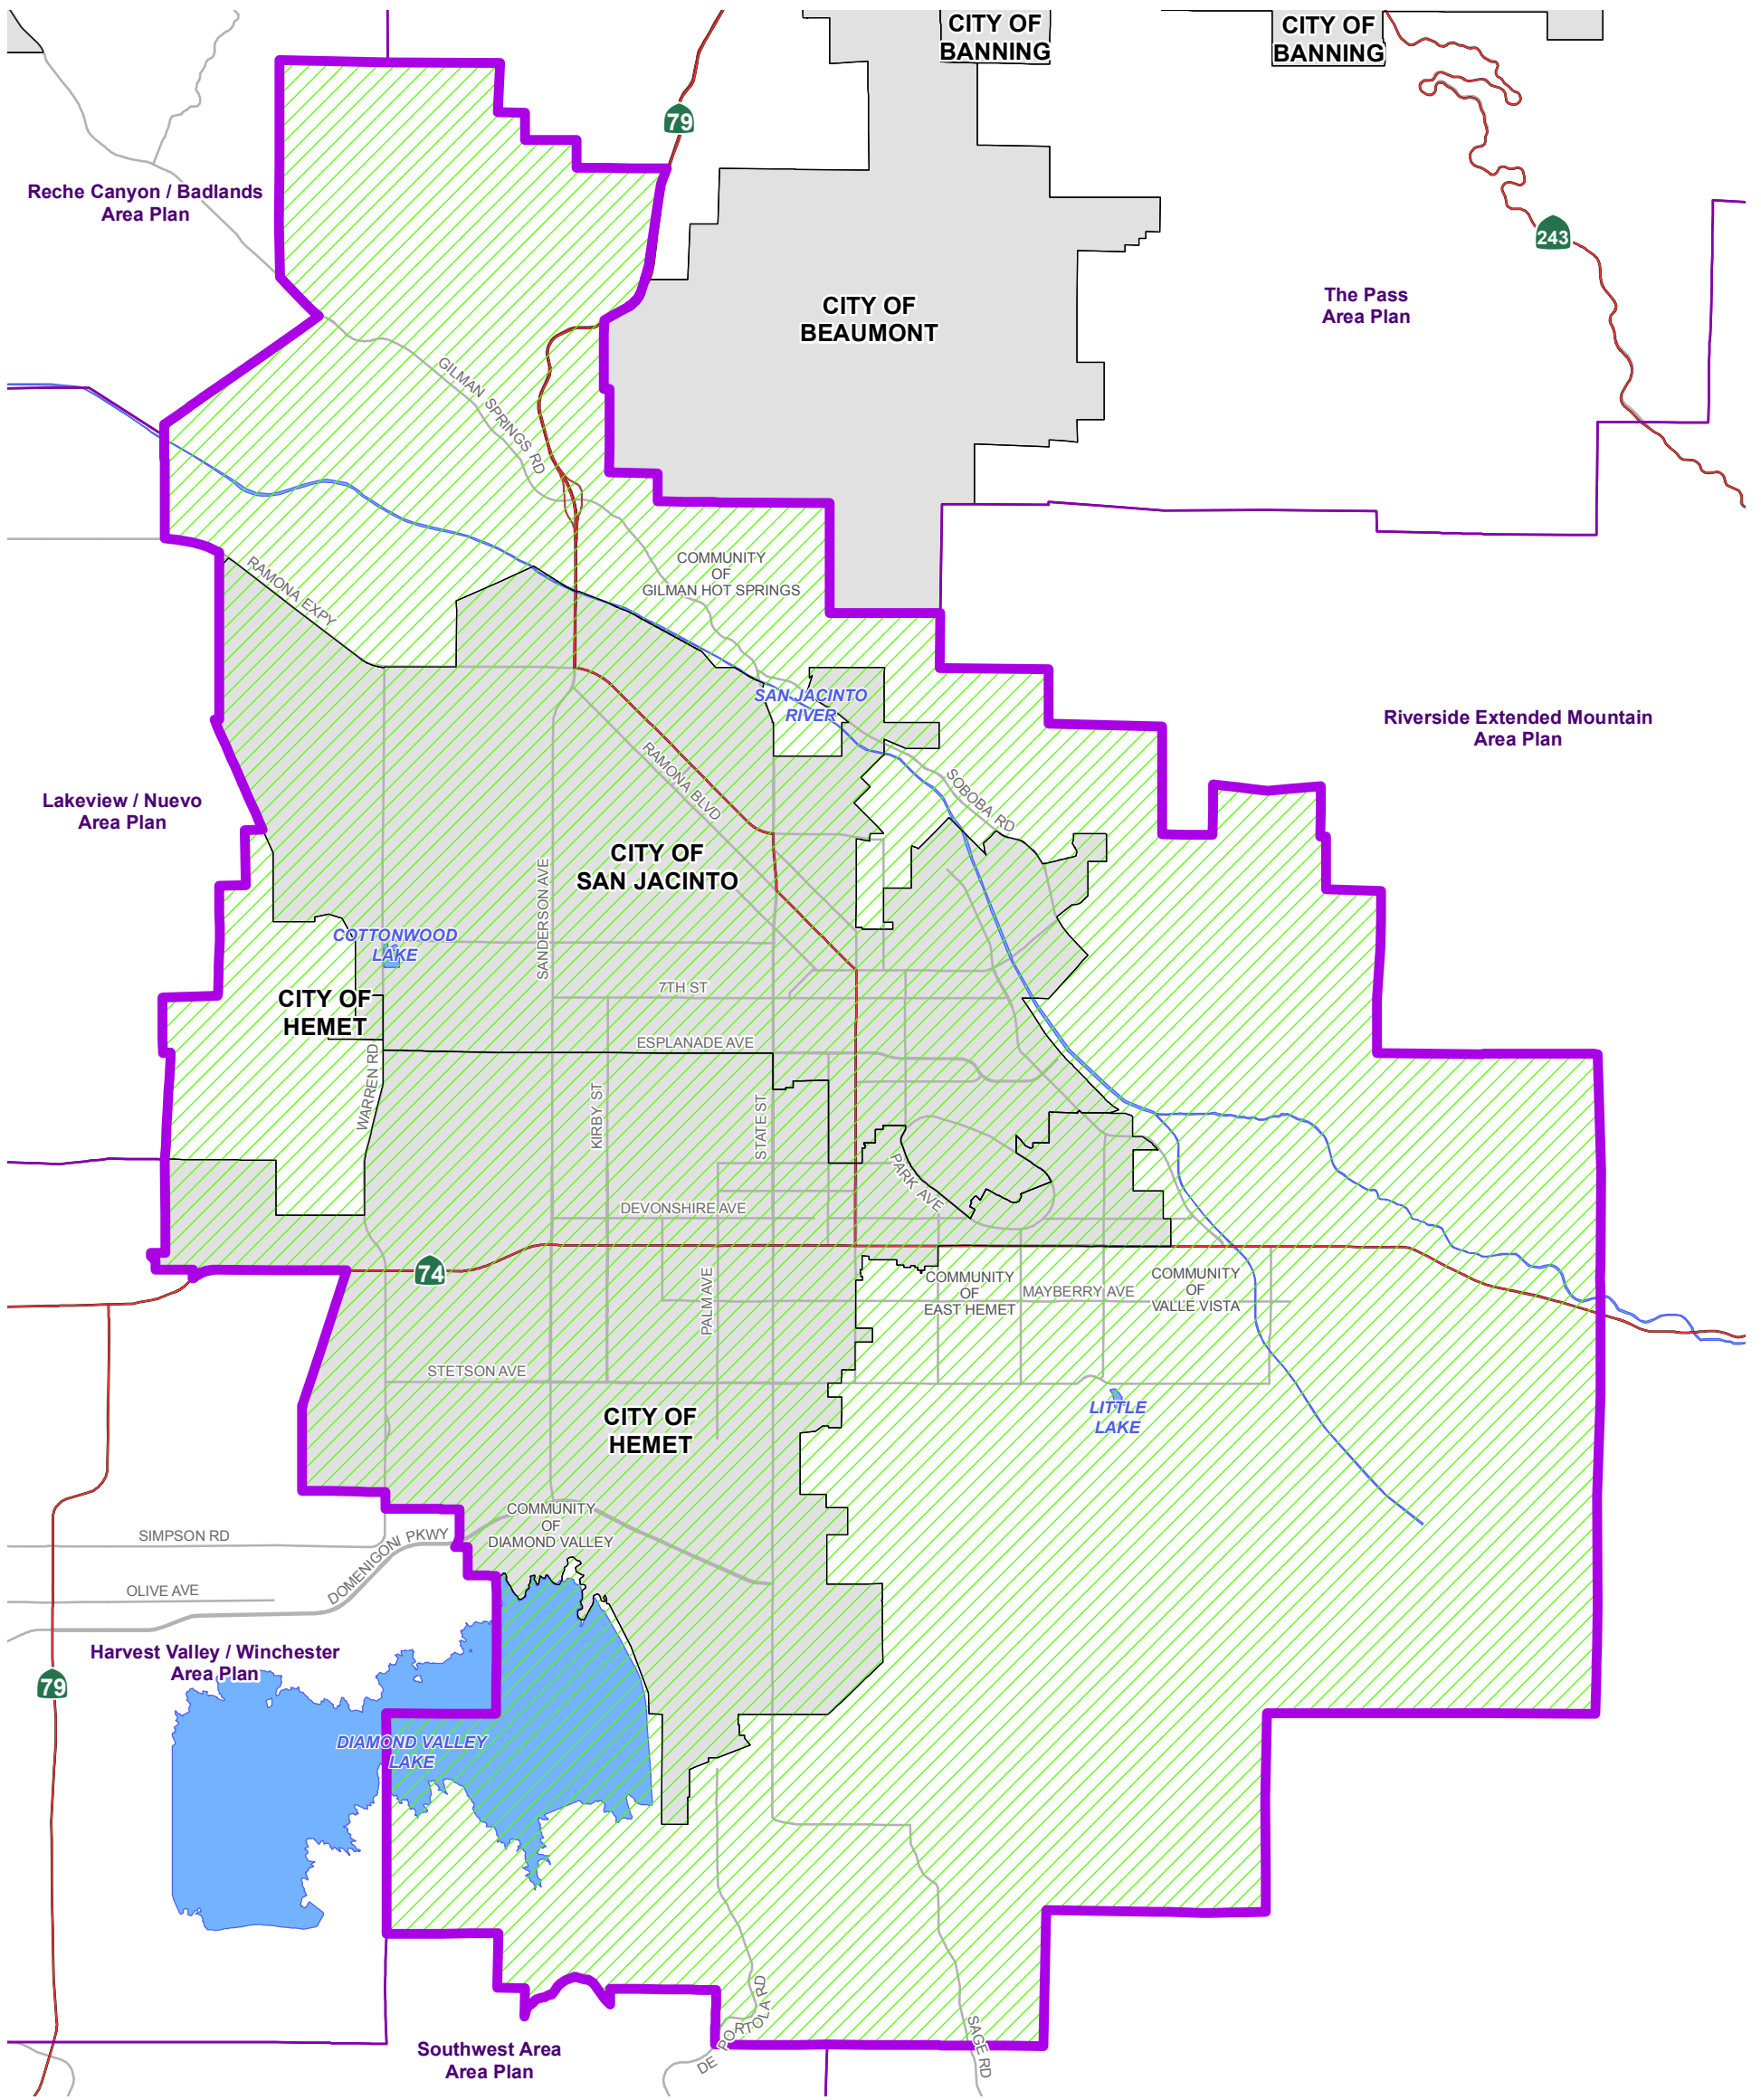 CITY OF
BANNING
CITY OF
BANNING
79
Reche Canyon / Badlands
Area Plan
243
CITY OF
BEAUMONT
The Pass
Area Plan
GILMAN SPRINGS RD
COMMUNITY
OF
GILMAN HOT SPRINGS
RAMONA EXPY
SAN JACINTO
RIVER
Riverside Extended Mountain
Area Plan
RAMONA BLVD
SOBOBA RD
Lakeview / Nuevo
Area Plan
CITY OF
SAN JACINTO
SANDERSON AVE
COTTONWOOD
LAKE
7TH ST
CITY OF
HEMET
ESPLANADE AVE
WARREN RD
KIRBY ST
STATE ST
PARK AVE
DEVONSHIRE AVE
74
COMMUNITY
OF
EAST HEMET
MAYBERRY AVE
COMMUNITY
OF
VALLE VISTA
PALM AVE
STETSON AVE
CITY OF
HEMET
LITTLE
LAKE
COMMUNITY
OF
DIAMOND VALLEY
SIMPSON RD
DOMENIGONI PKWY
OLIVE AVE
Harvest Valley / Winchester
Area Plan
79
DIAMOND VALLEY
LAKE
DE PORTOLA RD
SAGE RD
Southwest Area
Area Plan